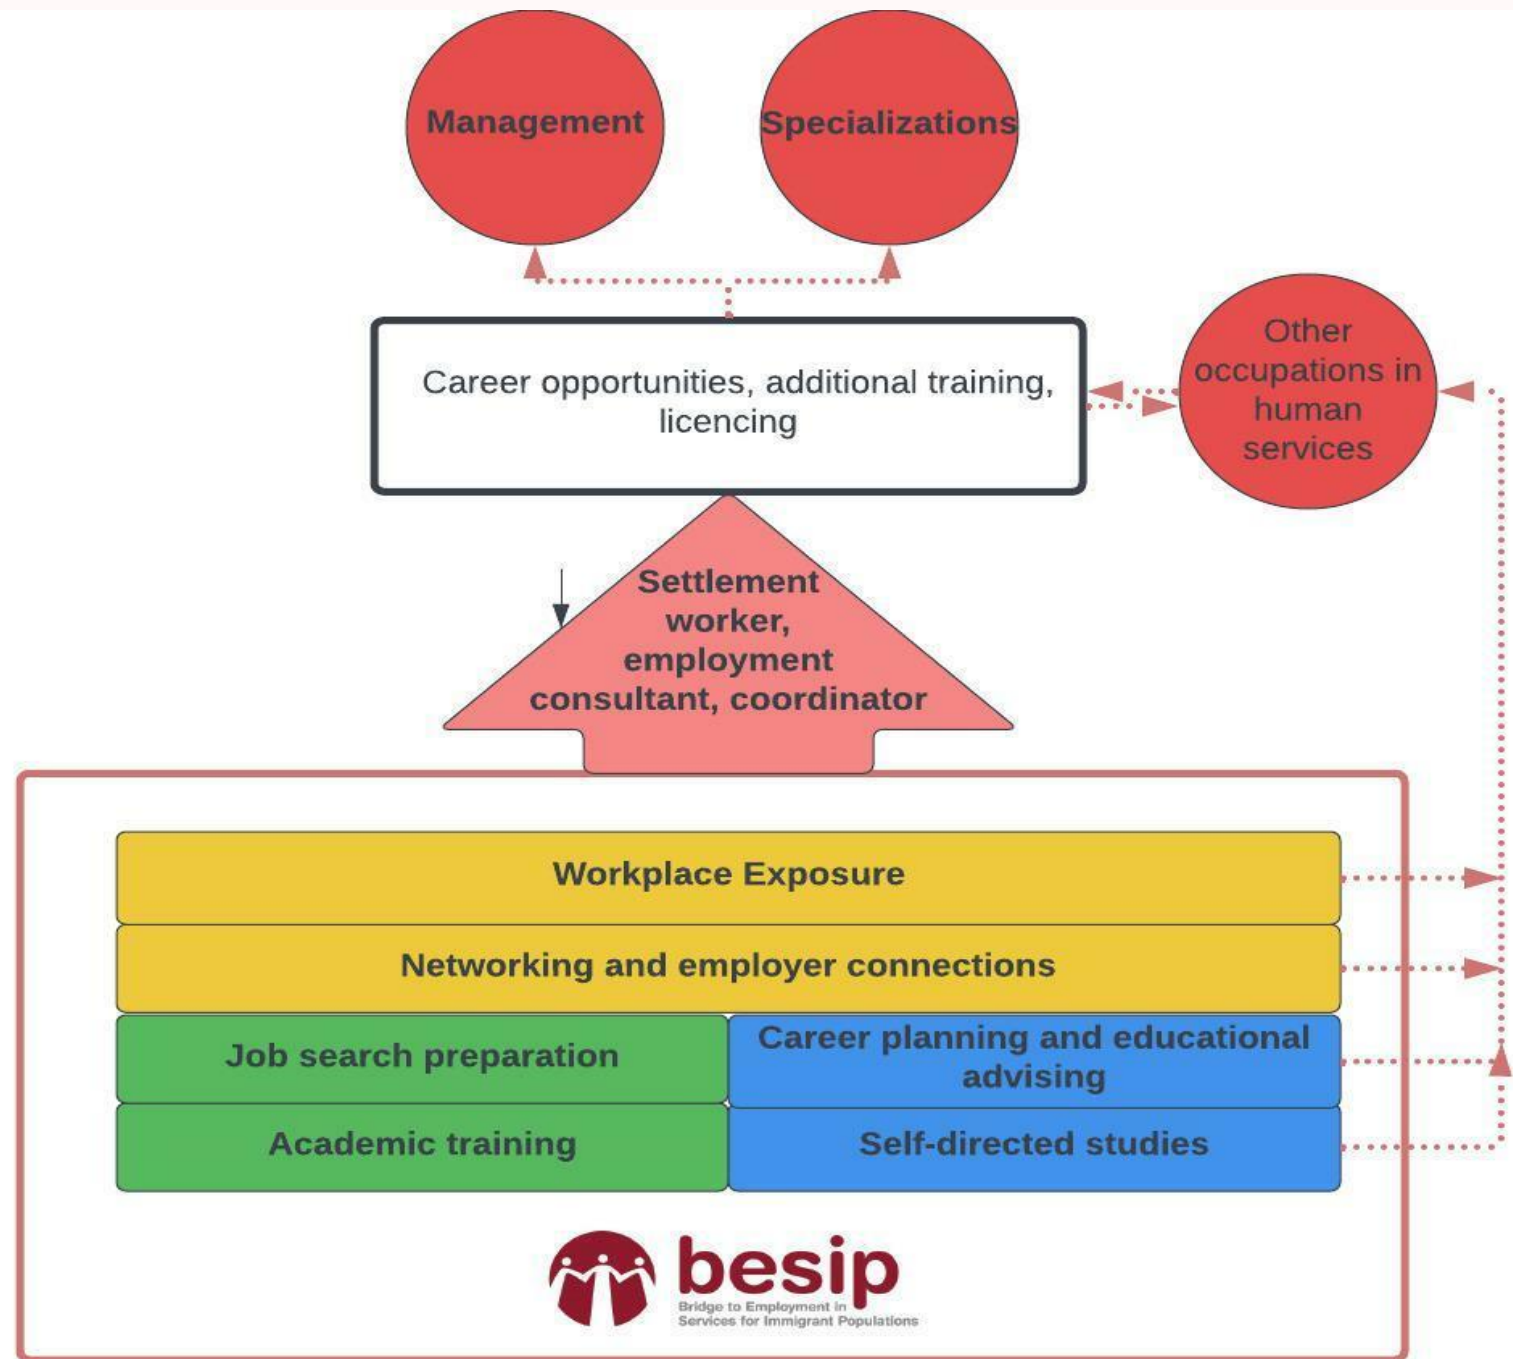 Management
Specializations
Other
occupations in
human
services
Career opportunities, additional training,
licencing
Settlement
worker,
employment
consultant, coordinator
Workplace Exposure
Networking and employer connections
Job search preparation
Career planning and educational
advising
Academic training
Self-directed studies
besip
Bridge to Employment in
Services for Immigrant Populations